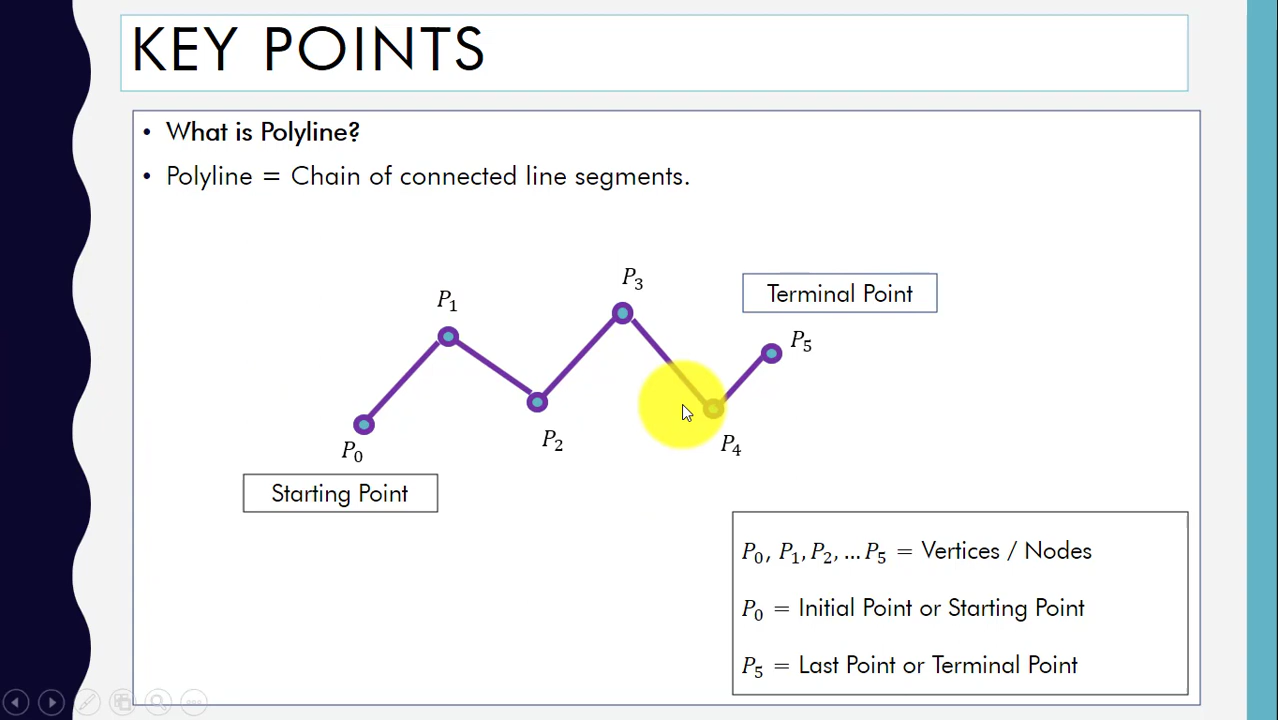 KEY POINTS
• What is Polyline?
• Polyline = Chain of connected line segments.
P₃
Terminal Point
P₁
P₅
P₂
P₄
P₀
Starting Point
P₀, P₁, P₂, ... P₅ = Vertices / Nodes
P₀ = Initial Point or Starting Point
P₅ = Last Point or Terminal Point